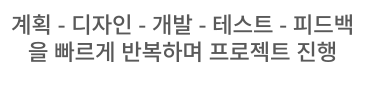 계획 - 디자인 - 개발 - 테스트 - 피드백
을 빠르게 반복하며 프로젝트 진행